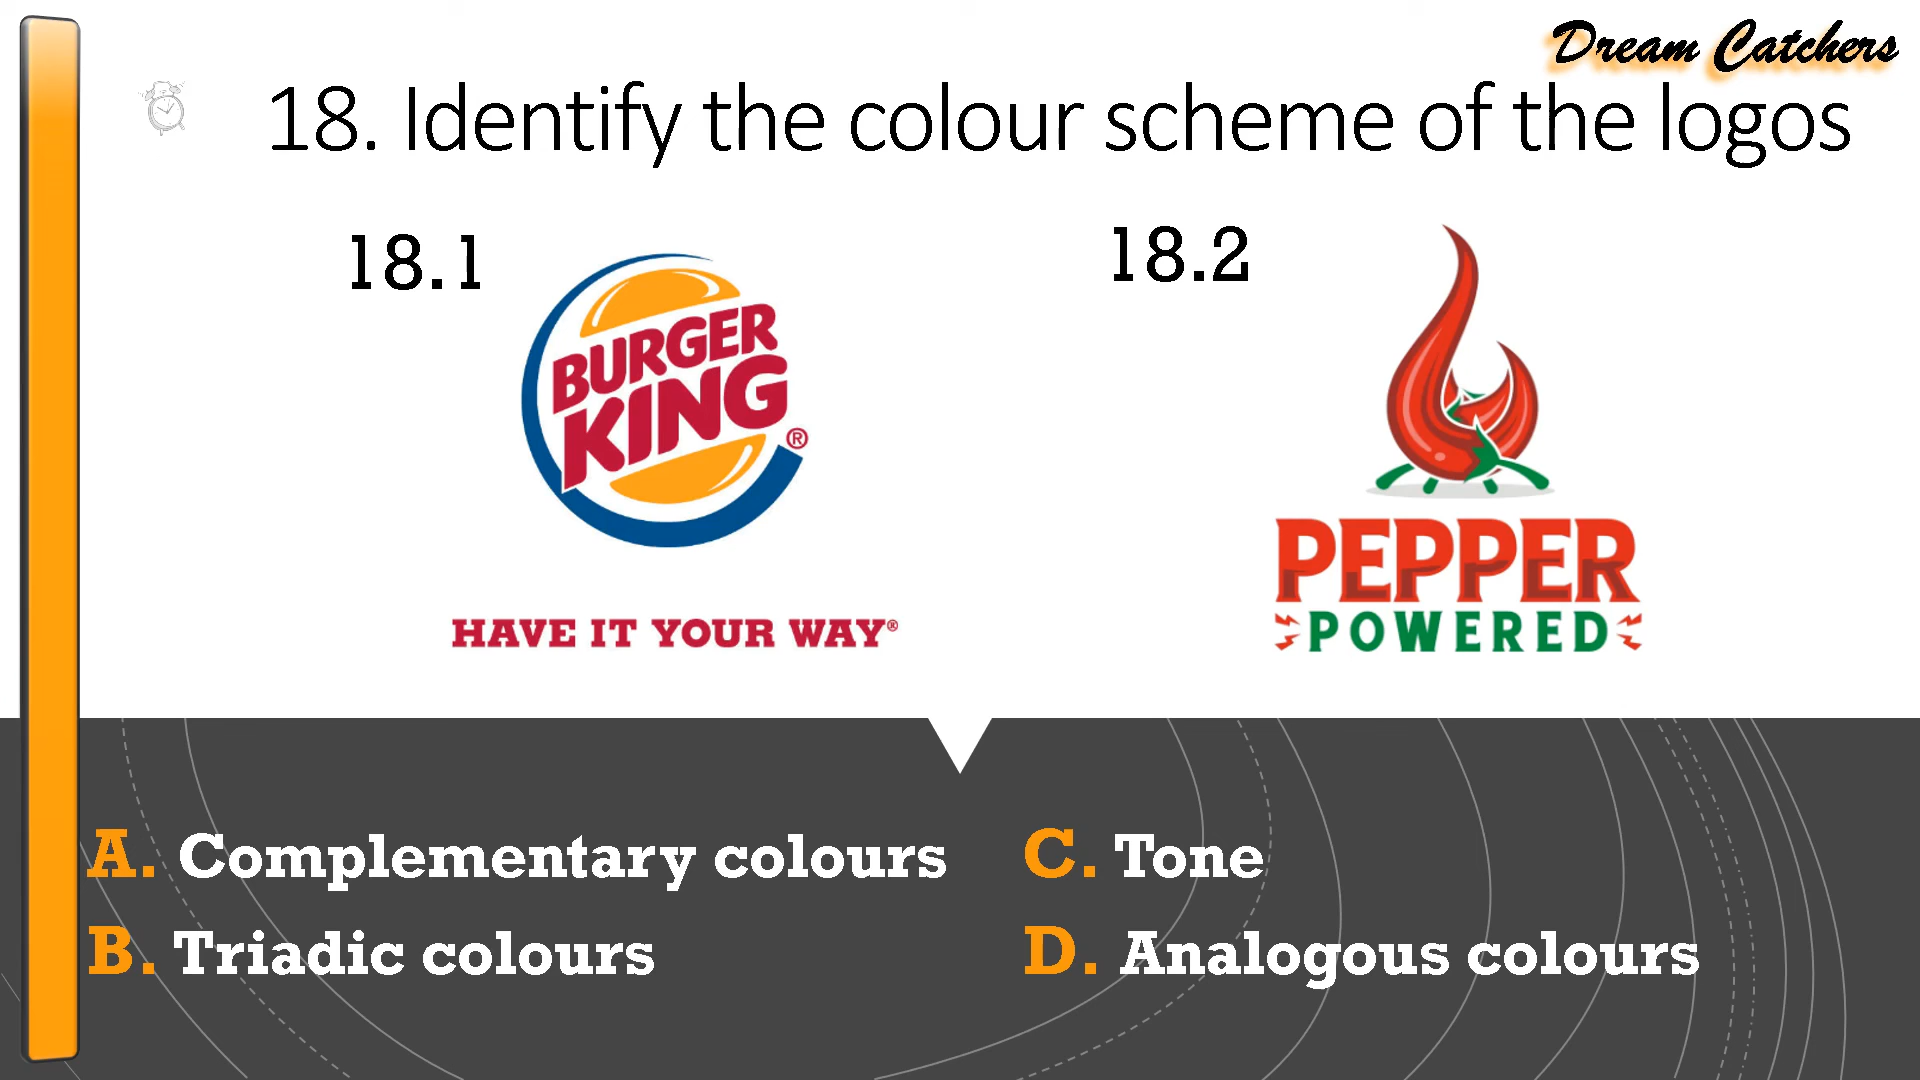 Dream Catchers
18. Identify the colour scheme of the logos
18.1
BURGER
KING®
HAVE IT YOUR WAY®
18.2
PEPPER
POWERED
A. Complementary colours
B. Triadic colours
C. Tone
D. Analogous colours